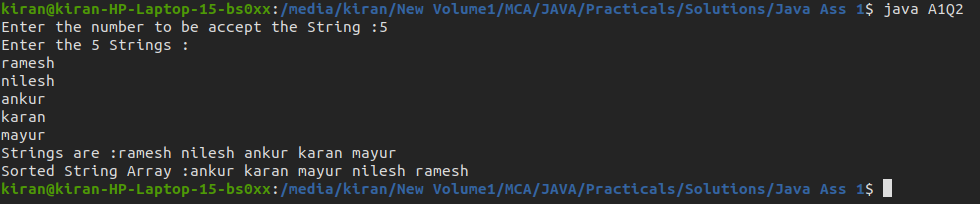 kiran@kiran-HP-Laptop-15-bs0xx:/media/kiran/New Volume1/MCA/JAVA/Practicals/Solutions/Java Ass 1$ java A1Q2
Enter the number to be accept the String :5
Enter the 5 Strings :
ramesh
nilesh
ankur
karan
mayur
Strings are :ramesh nilesh ankur karan mayur
Sorted String Array :ankur karan mayur nilesh ramesh
kiran@kiran-HP-Laptop-15-bs0xx:/media/kiran/New Volume1/MCA/JAVA/Practicals/Solutions/Java Ass 1$